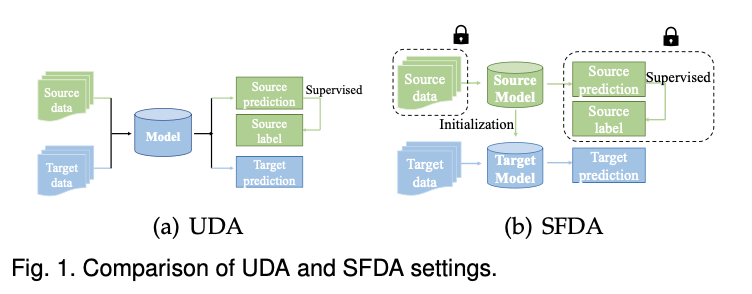 Source
data
Target
data
Model
Source
prediction
Supervised
Source
label
Target
prediction
(a) UDA
Source
data
Source
Model
Source
prediction
Supervised
Source
label
Initialization
Target
data
Target
Model
Target
prediction
(b) SFDA
Fig. 1. Comparison of UDA and SFDA settings.